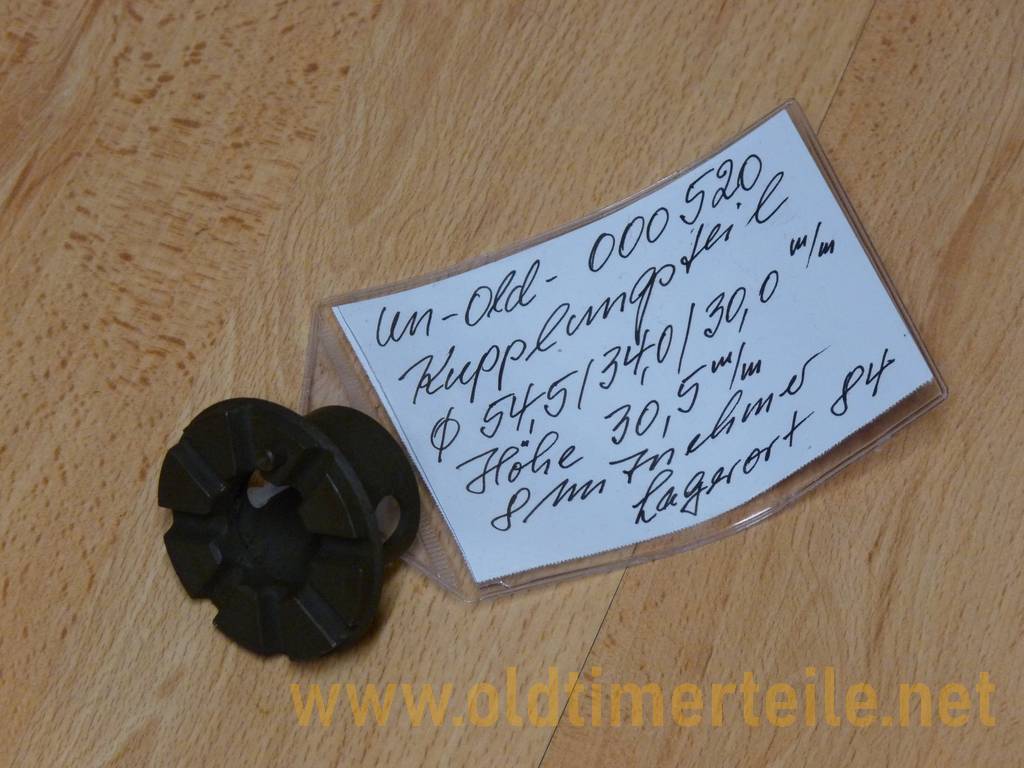 un-Old- 000520
Kupplungsteil
Φ 54,5/34,0/30,0 m/m
Höhe 30,5 m/m
8 Mitnehmer
Lagerort 84
www.oldtimerteile.net